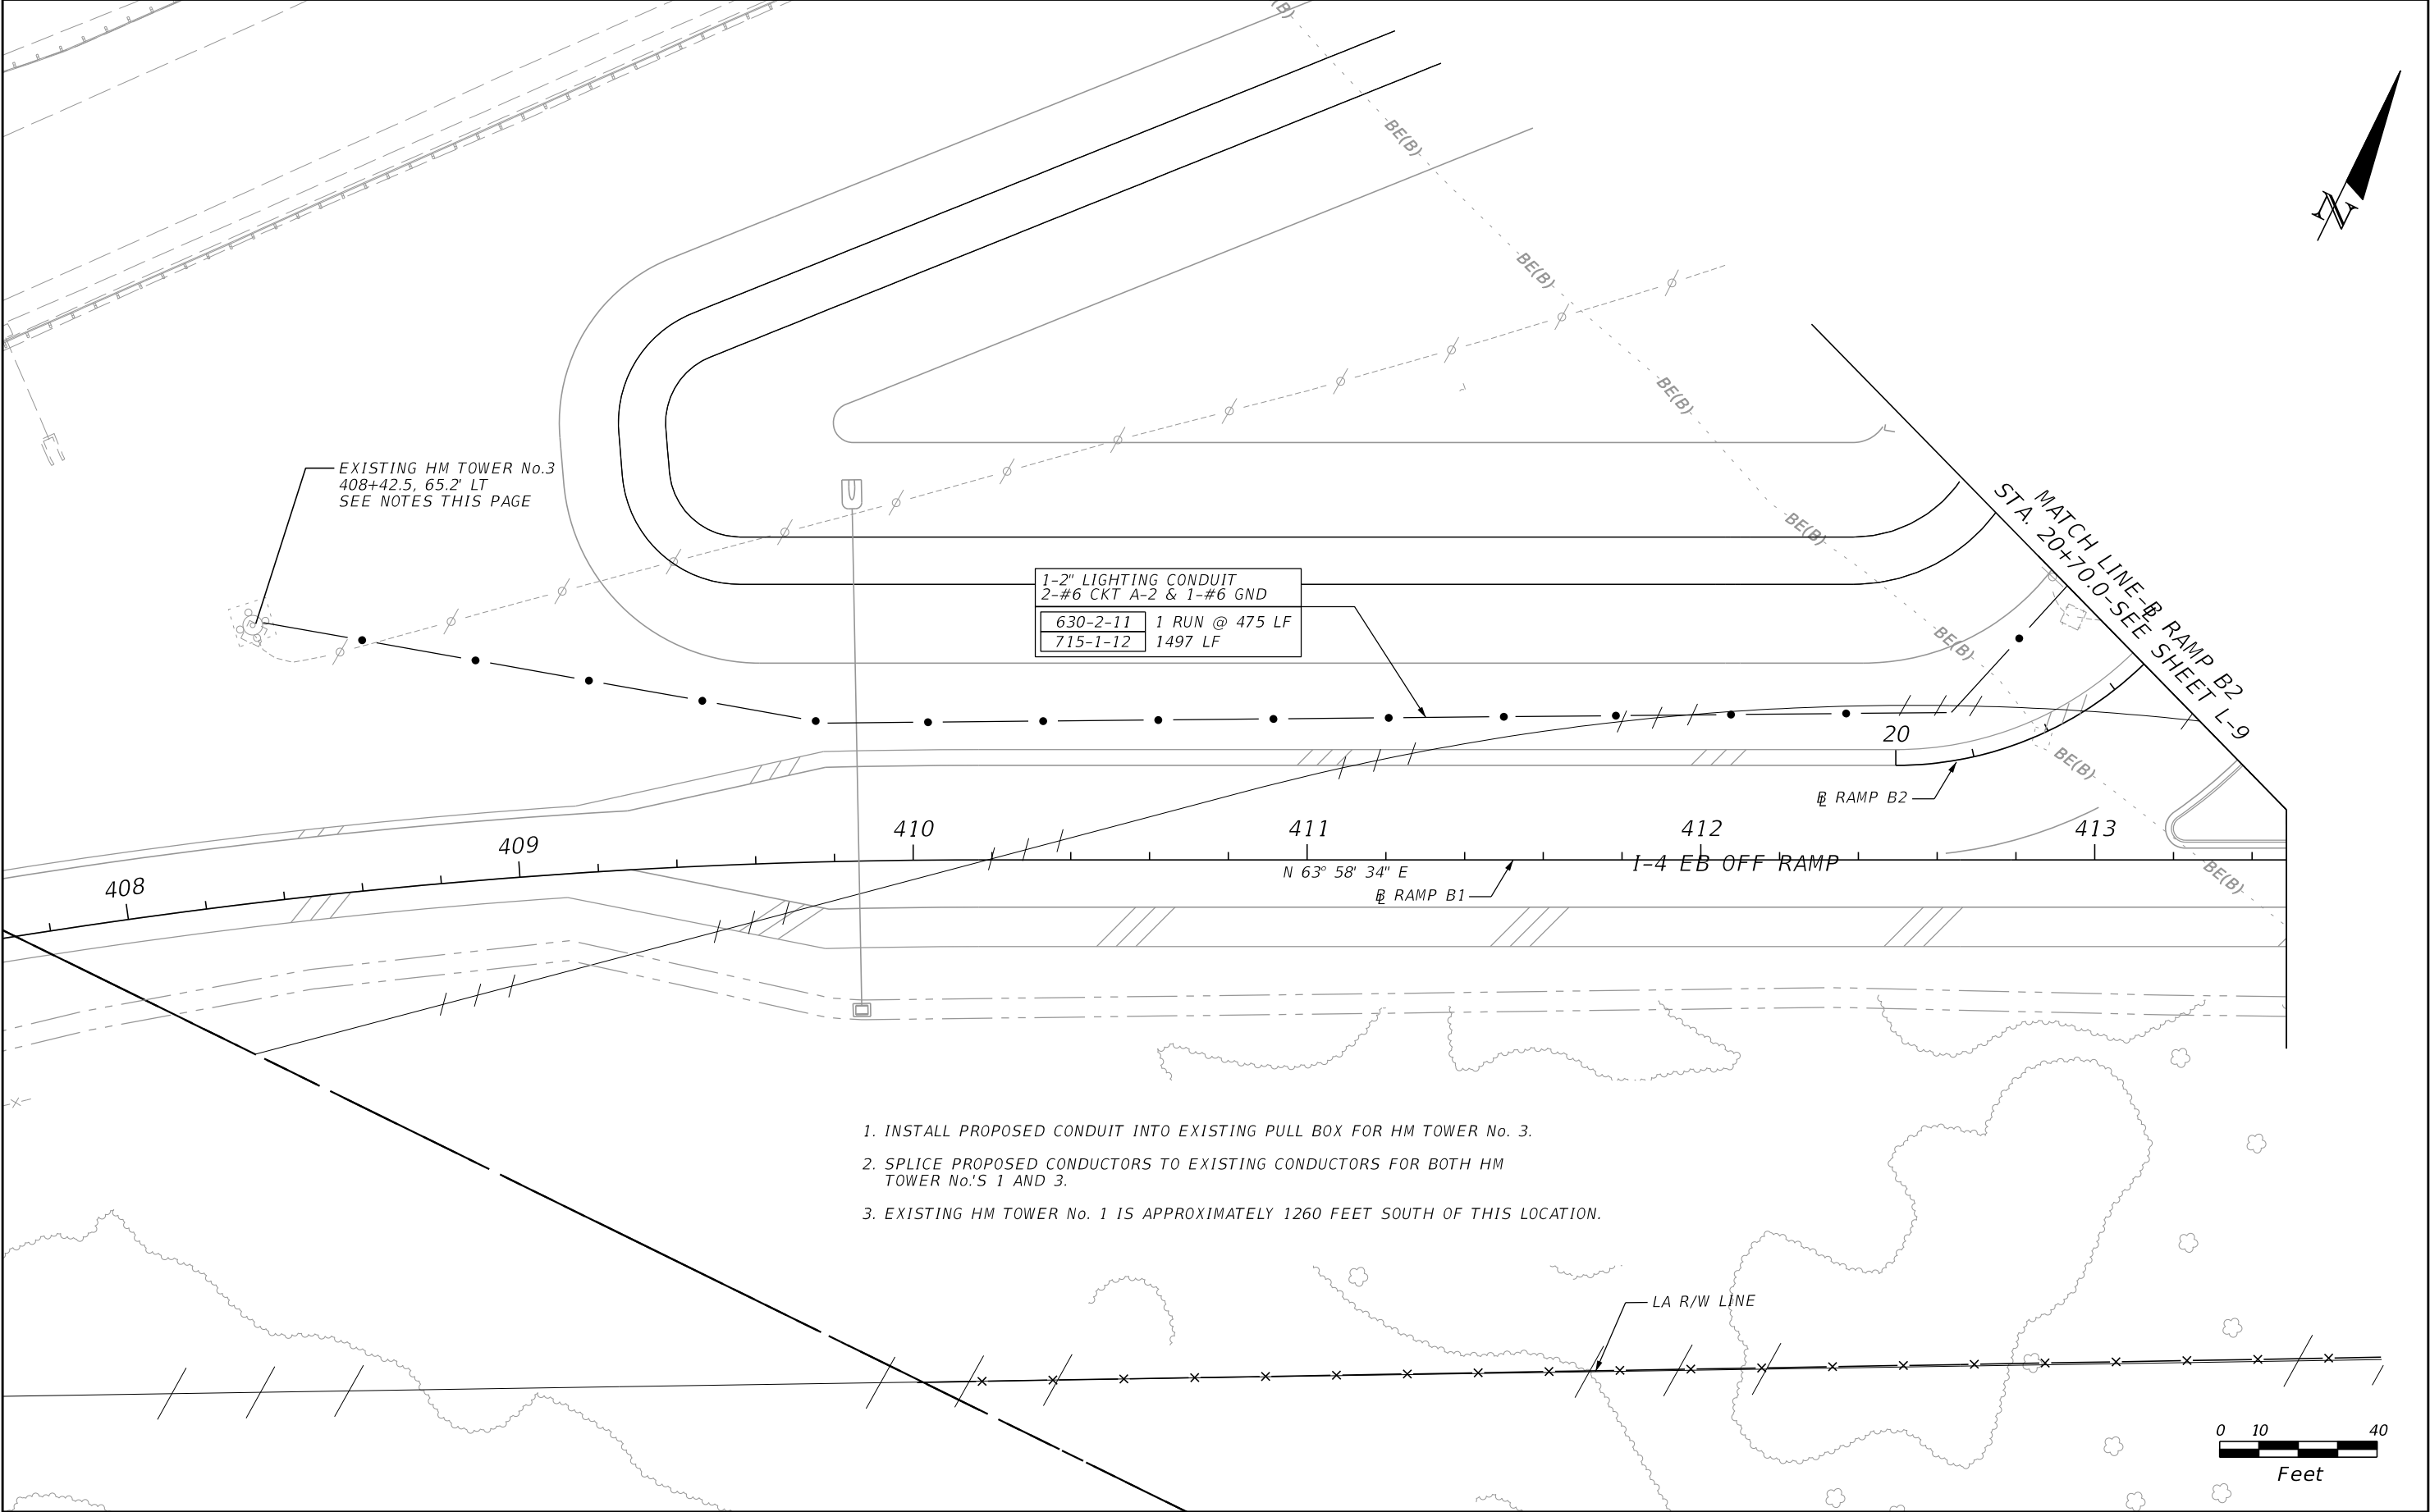 BE(B)
BE(B)
BE(B)
BE(B)
BE(B)
BE(B)
BE(B)
BE(B)
N
EXISTING HM TOWER No.3
408+42.5, 65.2' LT
SEE NOTES THIS PAGE
1-2" LIGHTING CONDUIT
2-#6 CKT A-2 & 1-#6 GND
630-2-11 1 RUN @ 475 LF
715-1-12 1497 LF
MATCH LINE-BL RAMP B2
STA. 20+70.0-SEE SHEET L-9
20
BL RAMP B2
408
409
410
411
412
413
I-4 EB OFF RAMP
N 63° 58' 34" E
BL RAMP B1
1. INSTALL PROPOSED CONDUIT INTO EXISTING PULL BOX FOR HM TOWER No. 3.
2. SPLICE PROPOSED CONDUCTORS TO EXISTING CONDUCTORS FOR BOTH HM
TOWER No.'S 1 AND 3.
3. EXISTING HM TOWER No. 1 IS APPROXIMATELY 1260 FEET SOUTH OF THIS LOCATION.
LA R/W LINE
0 10 40
Feet